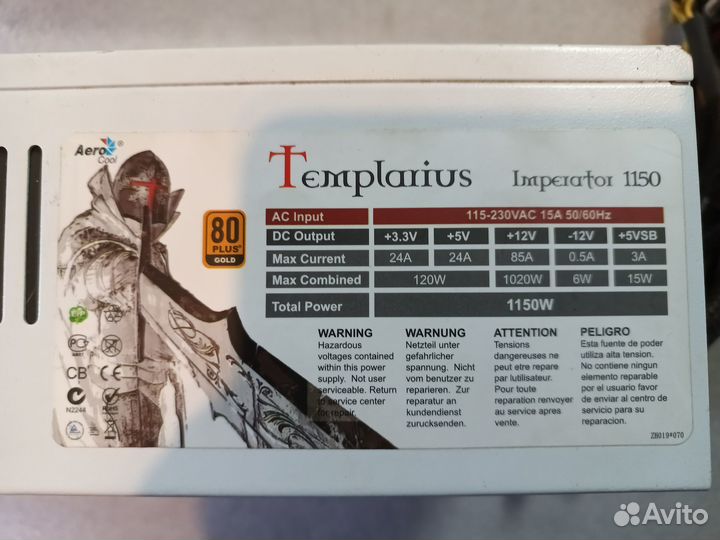 Aero
Cool
Templarius
Imperator 1150
80
PLUS
GOLD
AC Input 115-230VAC 15A 50/60Hz
DC Output +3.3V +5V +12V -12V +5VSB
Max Current 24A 24A 85A 0.5A 3A
Max Combined 120W 1020W 6W 15W
Total Power 1150W
WARNING
Hazardous
voltages contained
within this power
supply. Not user
serviceable. Return
to service center
for repair.
WARNUNG
Netzteil unter
gefahrlicher
spannung. Nicht
vom benutzer zu
reparieren. Zur
reparatur an
kundendienst
zurucksenden.
ATTENTION
Tensions
dangereuses ne
peut etre repare
par lutilisateur.
Pour toute
reparation renvoyer
au service apres
vente.
PELIGRO
Esta fuente de poder
utiliza alta tension.
No contiene ningun
elemento reparable
por el usuario favor
de enviar al centro de
servicio para su
reparacion.
CB CE
N2244 RoHS
ZB019*070
Avito